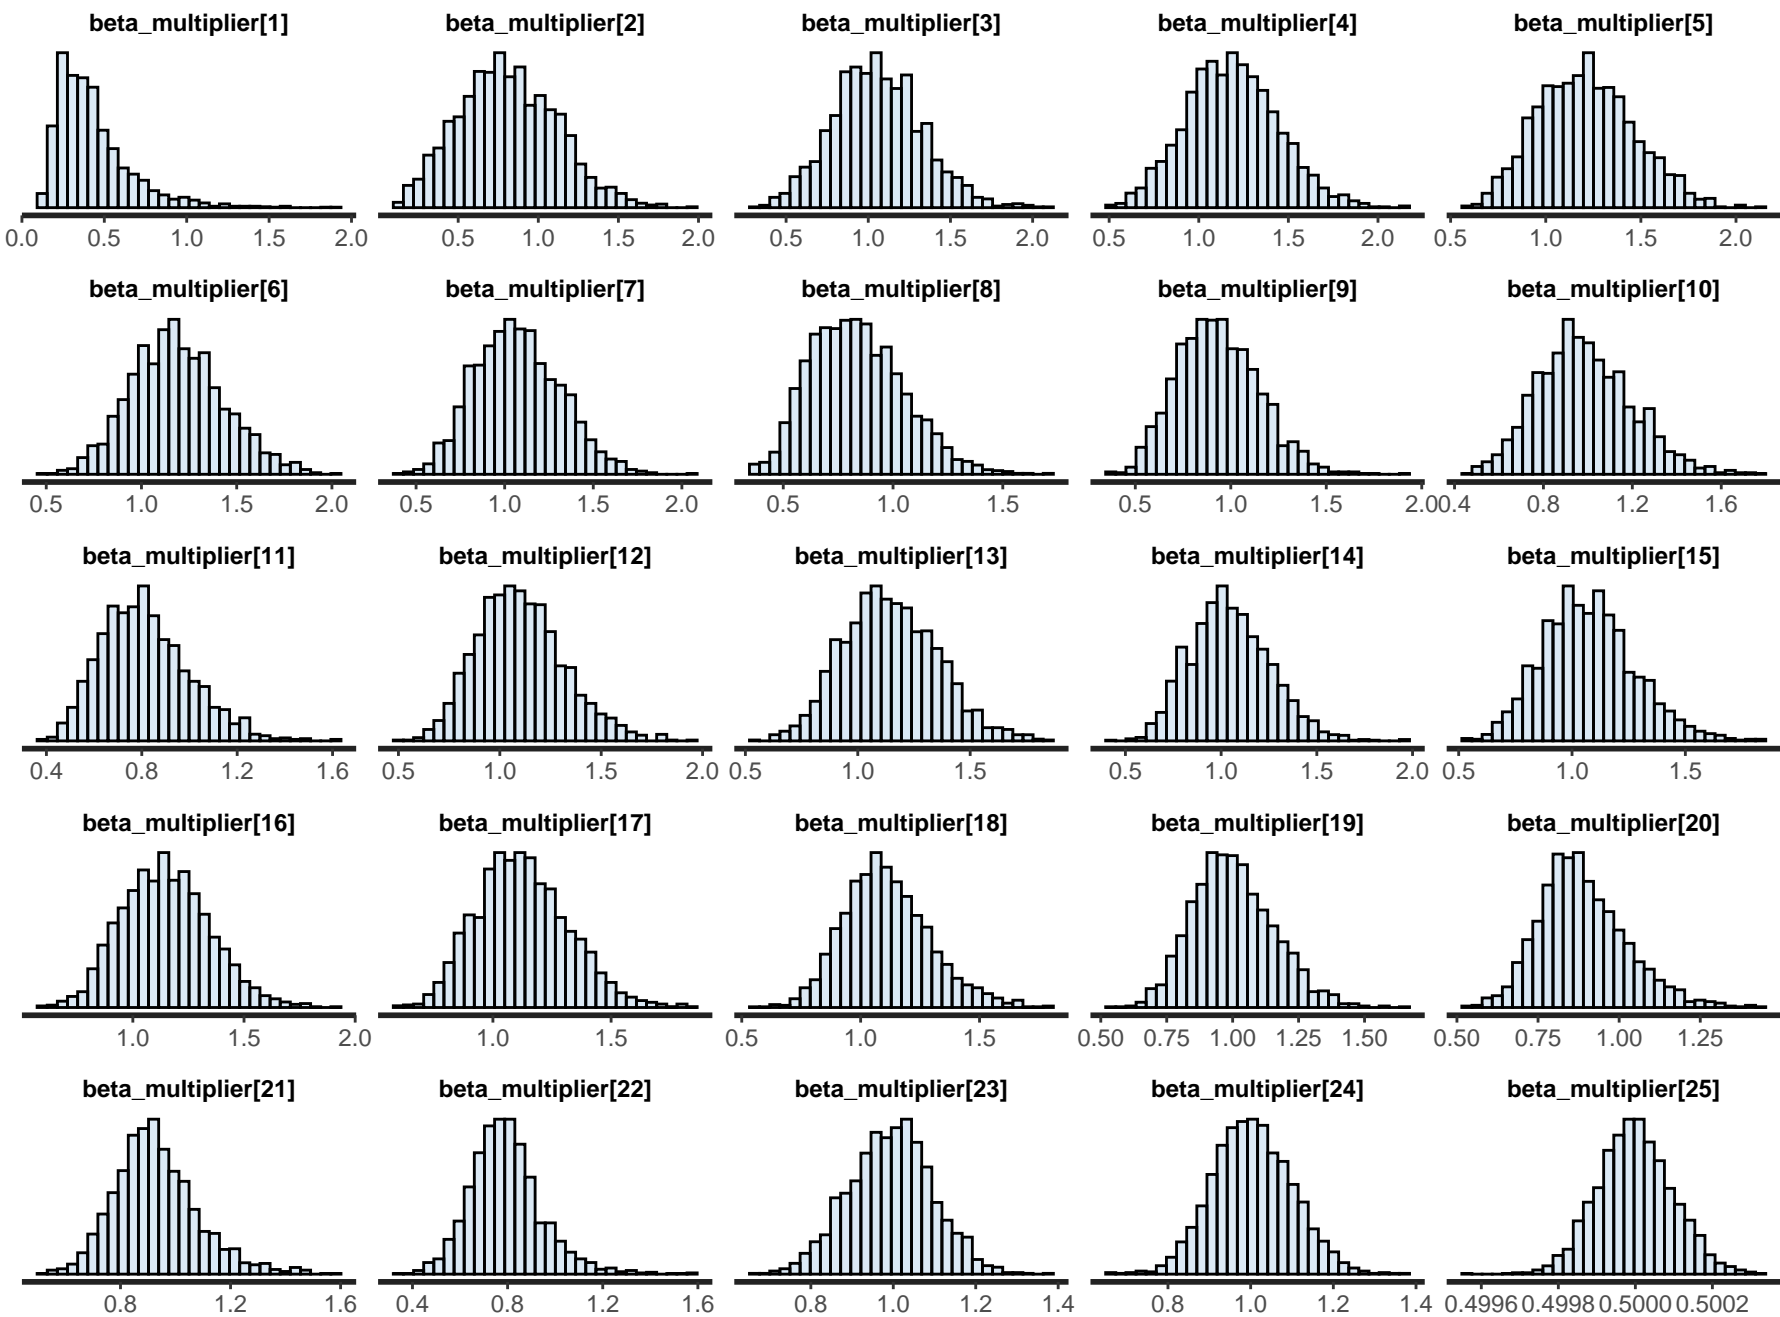 beta_multiplier[1] beta_multiplier[2] beta_multiplier[3] beta_multiplier[4] beta_multiplier[5]
0.0 0.5 1.0 1.5 2.0 0.5 1.0 1.5 2.0 0.5 1.0 1.5 2.0 0.5 1.0 1.5 2.0 0.5 1.0 1.5 2.0
beta_multiplier[6] beta_multiplier[7] beta_multiplier[8] beta_multiplier[9] beta_multiplier[10]
0.5 1.0 1.5 2.0 0.5 1.0 1.5 2.0 0.5 1.0 1.5 0.5 1.0 1.5 2.0 0.4 0.8 1.2 1.6
beta_multiplier[11] beta_multiplier[12] beta_multiplier[13] beta_multiplier[14] beta_multiplier[15]
0.4 0.8 1.2 1.6 0.5 1.0 1.5 2.0 0.5 1.0 1.5 0.5 1.0 1.5 2.0 0.5 1.0 1.5
beta_multiplier[16] beta_multiplier[17] beta_multiplier[18] beta_multiplier[19] beta_multiplier[20]
1.0 1.5 2.0 1.0 1.5 0.5 1.0 1.5 0.50 0.75 1.00 1.25 1.50 0.50 0.75 1.00 1.25
beta_multiplier[21] beta_multiplier[22] beta_multiplier[23] beta_multiplier[24] beta_multiplier[25]
0.8 1.2 1.6 0.4 0.8 1.2 1.6 0.8 1.0 1.2 1.4 0.8 1.0 1.2 1.4 0.4996 0.4998 0.5000 0.5002